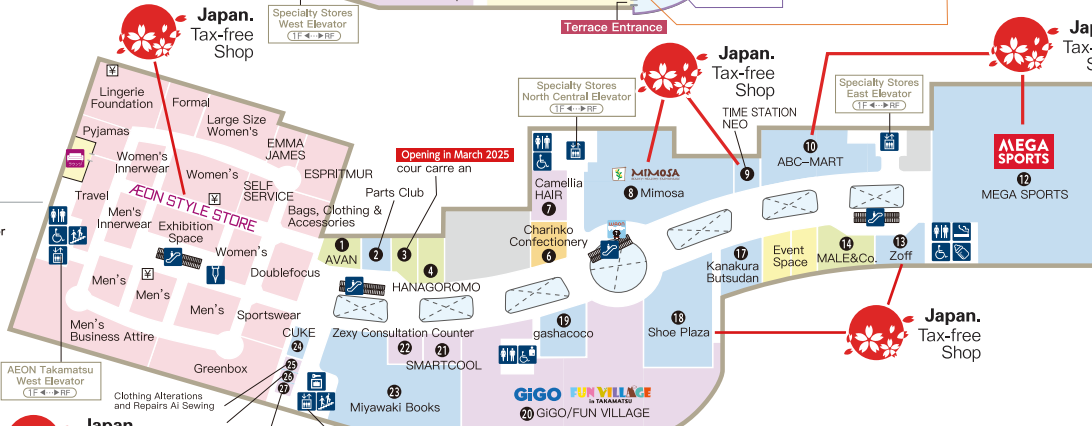 Japan.
Tax-free
Shop
Specialty Stores
West Elevator
1F◄···►RF
Terrace Entrance
Japan.
Tax-free
Shop
Specialty Stores
North Central Elevator
1F◄···►RF
TIME STATION
NEO
Specialty Stores
East Elevator
1F◄···►RF
Lingerie
Foundation
Formal
Large Size
Women's
EMMA
JAMES
Pyjamas
Women's
Innerwear
Women's
ESPRITMUR
SELF
SERVICE
Travel
ÆON STYLE STORE
Men's
Innerwear
Exhibition
Space
Bags, Clothing &
Accessories
Women's
Doublefocus
Men's
Men's
Men's
Sportswear
Men's
Business Attire
Greenbox
Opening in March 2025
cour carre an
Parts Club
1
AVAN
2
3
4
HANAGOROMO
Camellia
HAIR
7
Charinko
Confectionery
6
MIMOSA
8 Mimosa
9
10
ABC-MART
MEGA
SPORTS
12
MEGA SPORTS
17
Kanakura
Butsudan
Event
Space
14
MALE&Co.
13
Zoff
18
Shoe Plaza
Japan.
Tax-free
Shop
19
gashacoco
CUKE
24
Zexy Consultation Counter
22
21
SMARTCOOL
25
26
27
23
Miyawaki Books
GiGO
FUN VILLAGE
in TAKAMATSU
20 GiGO/FUN VILLAGE
AEON Takamatsu
West Elevator
1F◄···►RF
Clothing Alterations
and Repairs Ai Sewing
Japan.